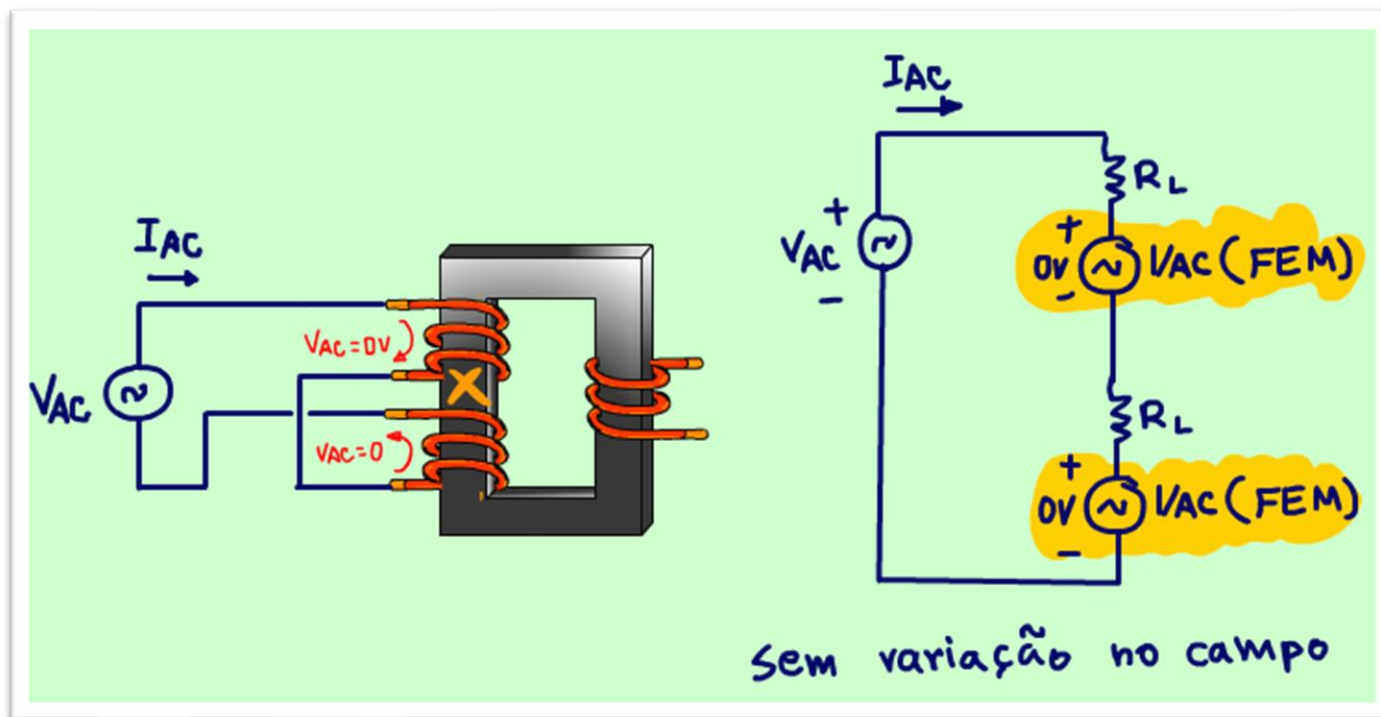 IAC
VAC
VAC=0V
VAC=0
IAC
+
VAC
-
RL
+
0V
-
VAC(FEM)
RL
+
0V
-
VAC(FEM)
sem variação no campo